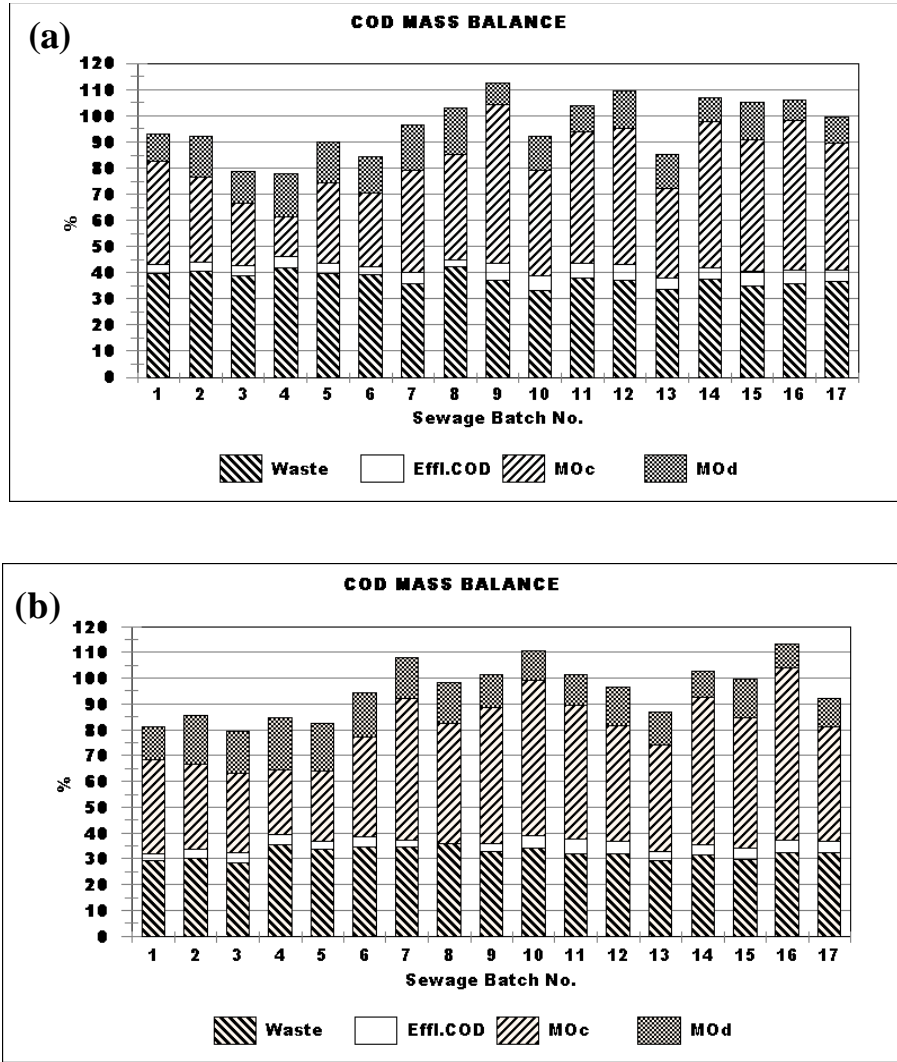 (a)
COD MASS BALANCE
120
110
100
90
80
70
60
50
40
30
20
10
0
%
1 2 3 4 5 6 7 8 9 10 11 12 13 14 15 16 17
Sewage Batch No.
Waste Effl.COD MOc MOd
(b)
COD MASS BALANCE
120
110
100
90
80
70
60
50
40
30
20
10
0
%
1 2 3 4 5 6 7 8 9 10 11 12 13 14 15 16 17
Sewage Batch No.
Waste Effl.COD MOc MOd